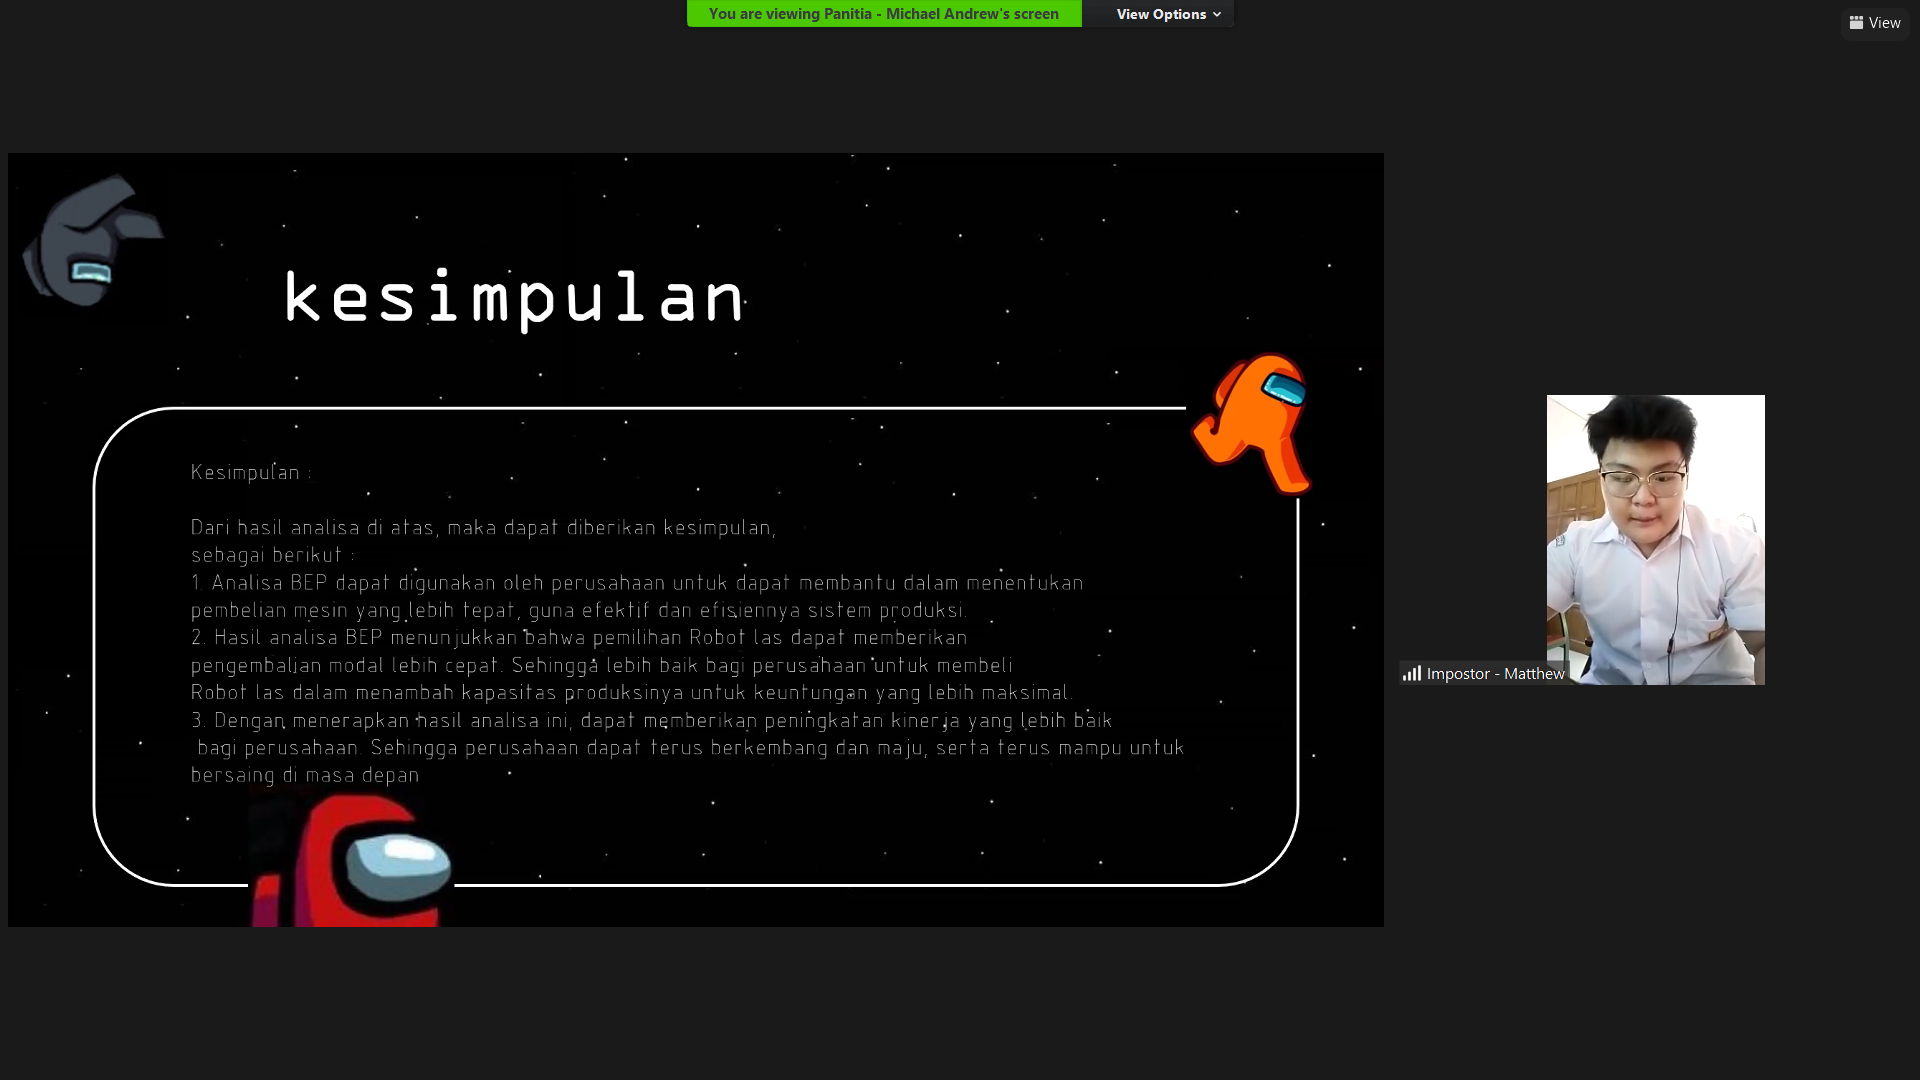 You are viewing Panitia - Michael Andrew's screen
View Options
View
kesimpulan
Kesimpulan :
Dari hasil analisa di atas, maka dapat diberikan kesimpulan,
sebagai berikut :
1. Analisa BEP dapat digunakan oleh perusahaan untuk dapat membantu dalam menentukan
pembelian mesin yang lebih tepat, guna efektif dan efisiennya sistem produksi.
2. Hasil analisa BEP menunjukkan bahwa pemilihan Robot las dapat memberikan
pengembalian modal lebih cepat. Sehingga lebih baik bagi perusahaan untuk membeli
Robot las dalam menambah kapasitas produksinya untuk keuntungan yang lebih maksimal.
3. Dengan menerapkan hasil analisa ini, dapat memberikan peningkatan kinerja yang lebih baik
bagi perusahaan. Sehingga perusahaan dapat terus berkembang dan maju, serta terus mampu untuk
bersaing di masa depan
Impostor - Matthew